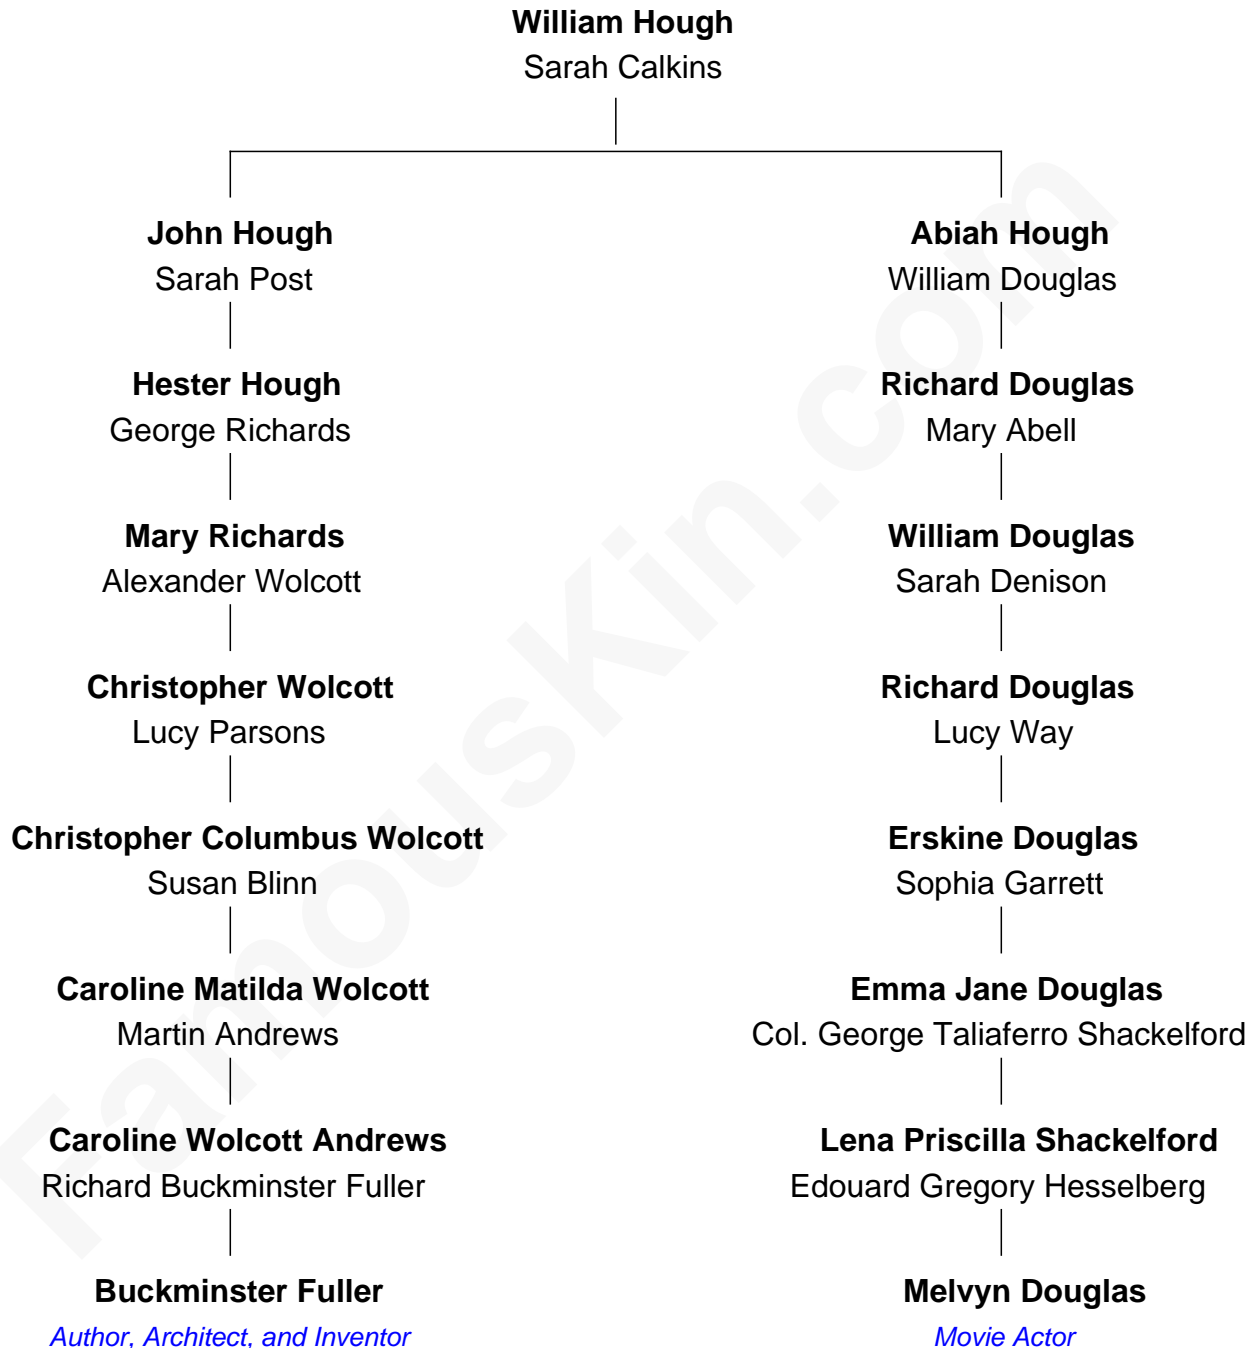 William Hough
Sarah Calkins
John Hough
Sarah Post
Abiah Hough
William Douglas
Hester Hough
George Richards
Richard Douglas
Mary Abell
Mary Richards
Alexander Wolcott
William Douglas
Sarah Denison
Christopher Wolcott
Lucy Parsons
Richard Douglas
Lucy Way
Christopher Columbus Wolcott
Susan Blinn
Erskine Douglas
Sophia Garrett
Caroline Matilda Wolcott
Martin Andrews
Emma Jane Douglas
Col. George Taliaferro Shackelford
Caroline Wolcott Andrews
Richard Buckminster Fuller
Lena Priscilla Shackelford
Edouard Gregory Hesselberg
Buckminster Fuller
Author, Architect, and Inventor
Melvyn Douglas
Movie Actor
FamousKin.com